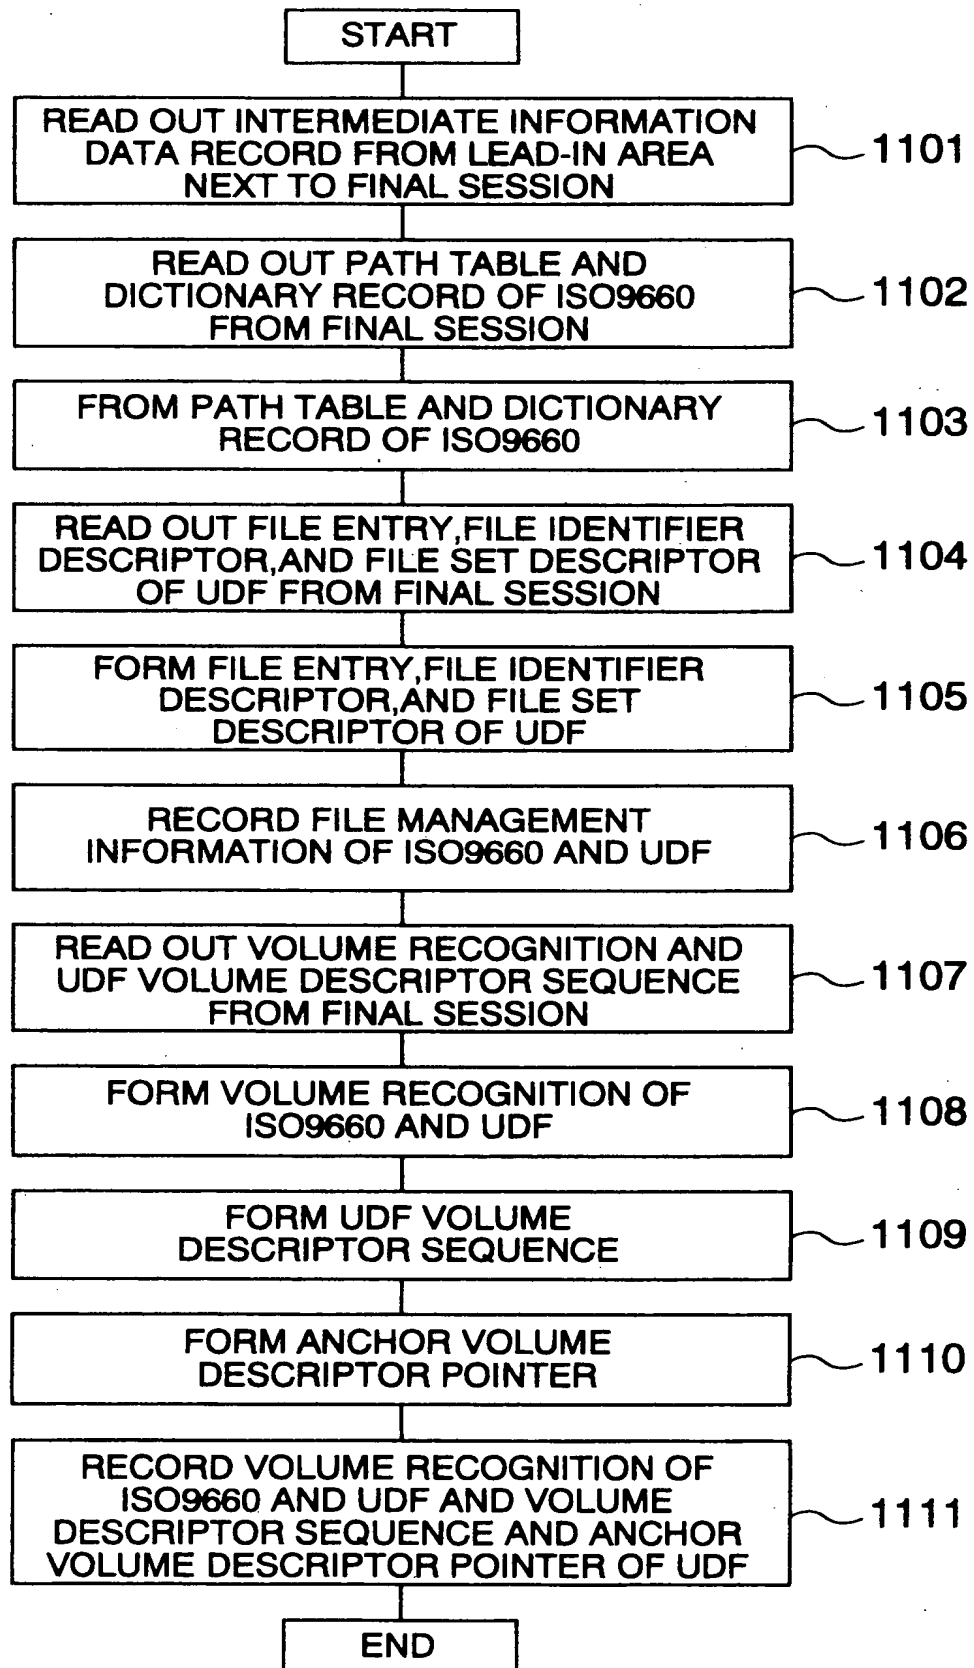 START
READ OUT INTERMEDIATE INFORMATION
DATA RECORD FROM LEAD-IN AREA
NEXT TO FINAL SESSION
1101
READ OUT PATH TABLE AND
DICTIONARY RECORD OF ISO9660
FROM FINAL SESSION
1102
FROM PATH TABLE AND DICTIONARY
RECORD OF ISO9660
1103
READ OUT FILE ENTRY,FILE IDENTIFIER
DESCRIPTOR,AND FILE SET DESCRIPTOR
OF UDF FROM FINAL SESSION
1104
FORM FILE ENTRY,FILE IDENTIFIER
DESCRIPTOR,AND FILE SET
DESCRIPTOR OF UDF
1105
RECORD FILE MANAGEMENT
INFORMATION OF ISO9660 AND UDF
1106
READ OUT VOLUME RECOGNITION AND
UDF VOLUME DESCRIPTOR SEQUENCE
FROM FINAL SESSION
1107
FORM VOLUME RECOGNITION OF
ISO9660 AND UDF
1108
FORM UDF VOLUME
DESCRIPTOR SEQUENCE
1109
FORM ANCHOR VOLUME
DESCRIPTOR POINTER
1110
RECORD VOLUME RECOGNITION OF
ISO9660 AND UDF AND VOLUME
DESCRIPTOR SEQUENCE AND ANCHOR
VOLUME DESCRIPTOR POINTER OF UDF
1111
END